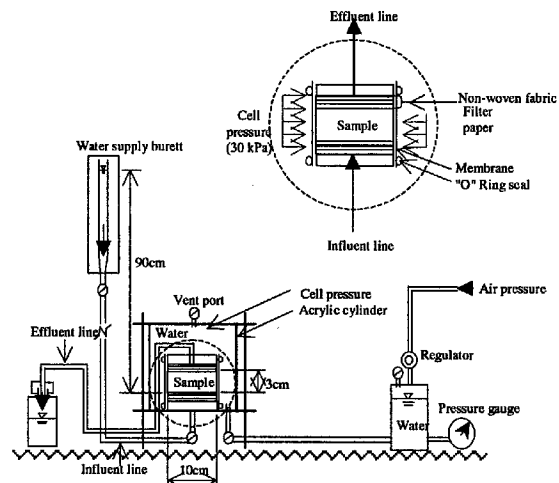 Effluent line
Non-woven fabric
Filter
paper
Cell
pressure
(30 kPa)
Sample
Membrane
"O" Ring seal
Influent line
Water supply burett
90cm
Vent port
Cell pressure
Acrylic cylinder
Air pressure
Effluent line
Water
Regulator
Sample
3cm
Pressure gauge
Water
Influent line
10cm